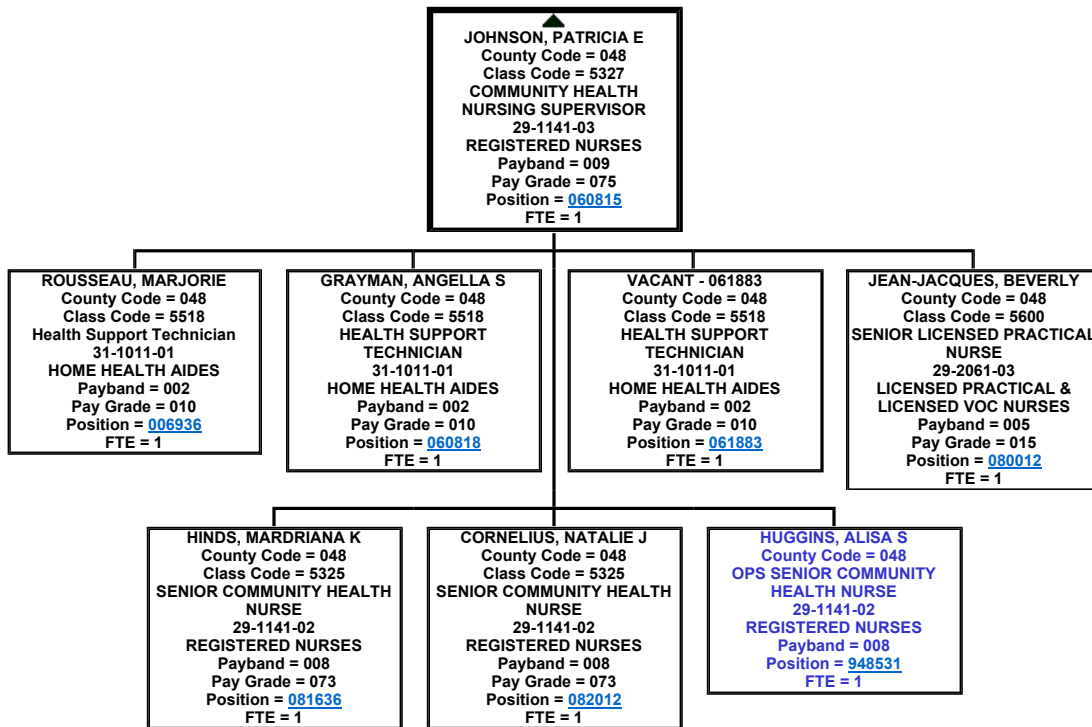 JOHNSON, PATRICIA E
County Code = 048
Class Code = 5327
COMMUNITY HEALTH
NURSING SUPERVISOR
29-1141-03
REGISTERED NURSES
Payband = 009
Pay Grade = 075
Position = 060815
FTE = 1
ROUSSEAU, MARJORIE
County Code = 048
Class Code = 5518
Health Support Technician
31-1011-01
HOME HEALTH AIDES
Payband = 002
Pay Grade = 010
Position = 006936
FTE = 1
GRAYMAN, ANGELLA S
County Code = 048
Class Code = 5518
HEALTH SUPPORT
TECHNICIAN
31-1011-01
HOME HEALTH AIDES
Payband = 002
Pay Grade = 010
Position = 060818
FTE = 1
VACANT - 061883
County Code = 048
Class Code = 5518
HEALTH SUPPORT
TECHNICIAN
31-1011-01
HOME HEALTH AIDES
Payband = 002
Pay Grade = 010
Position = 061883
FTE = 1
JEAN-JACQUES, BEVERLY
County Code = 048
Class Code = 5600
SENIOR LICENSED PRACTICAL
NURSE
29-2061-03
LICENSED PRACTICAL &
LICENSED VOC NURSES
Payband = 005
Pay Grade = 015
Position = 080012
FTE = 1
HINDS, MARDRIANA K
County Code = 048
Class Code = 5325
SENIOR COMMUNITY HEALTH
NURSE
29-1141-02
REGISTERED NURSES
Payband = 008
Pay Grade = 073
Position = 081636
FTE = 1
CORNELIUS, NATALIE J
County Code = 048
Class Code = 5325
SENIOR COMMUNITY HEALTH
NURSE
29-1141-02
REGISTERED NURSES
Payband = 008
Pay Grade = 073
Position = 082012
FTE = 1
HUGGINS, ALISA S
County Code = 048
OPS SENIOR COMMUNITY
HEALTH NURSE
29-1141-02
REGISTERED NURSES
Payband = 008
Position = 948531
FTE = 1